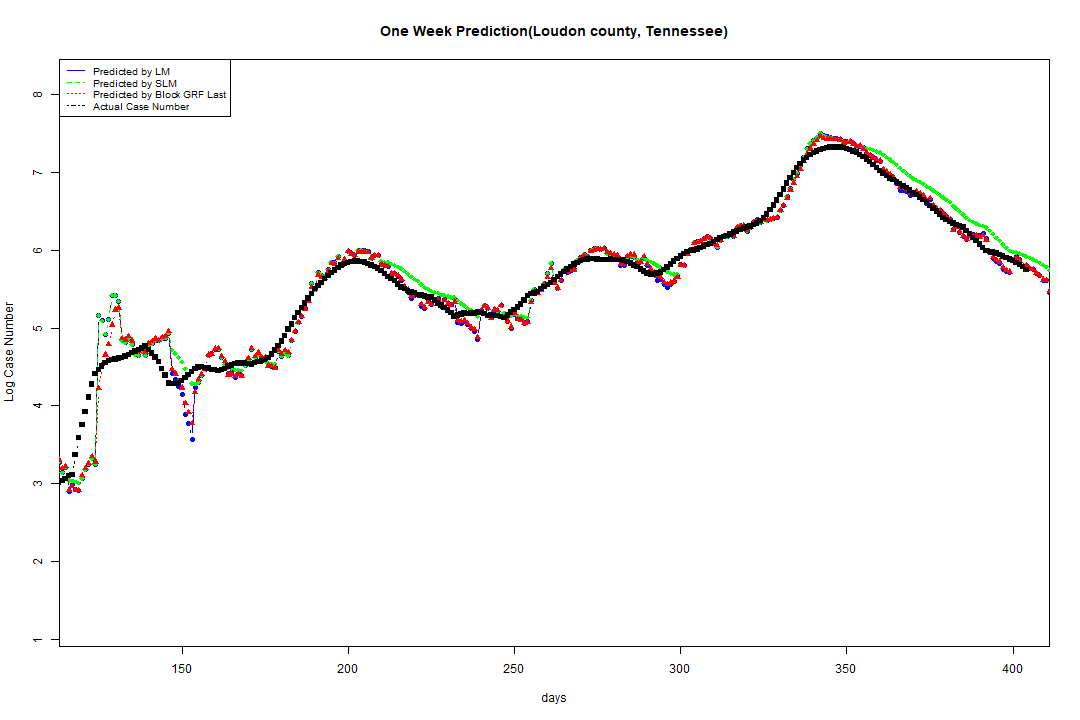 One Week Prediction(Loudon county, Tennessee)
Predicted by LM
Predicted by SLM
Predicted by Block GRF Last
Actual Case Number
8
7
6
5
4
3
2
1
Log Case Number
150 200 250 300 350 400
days